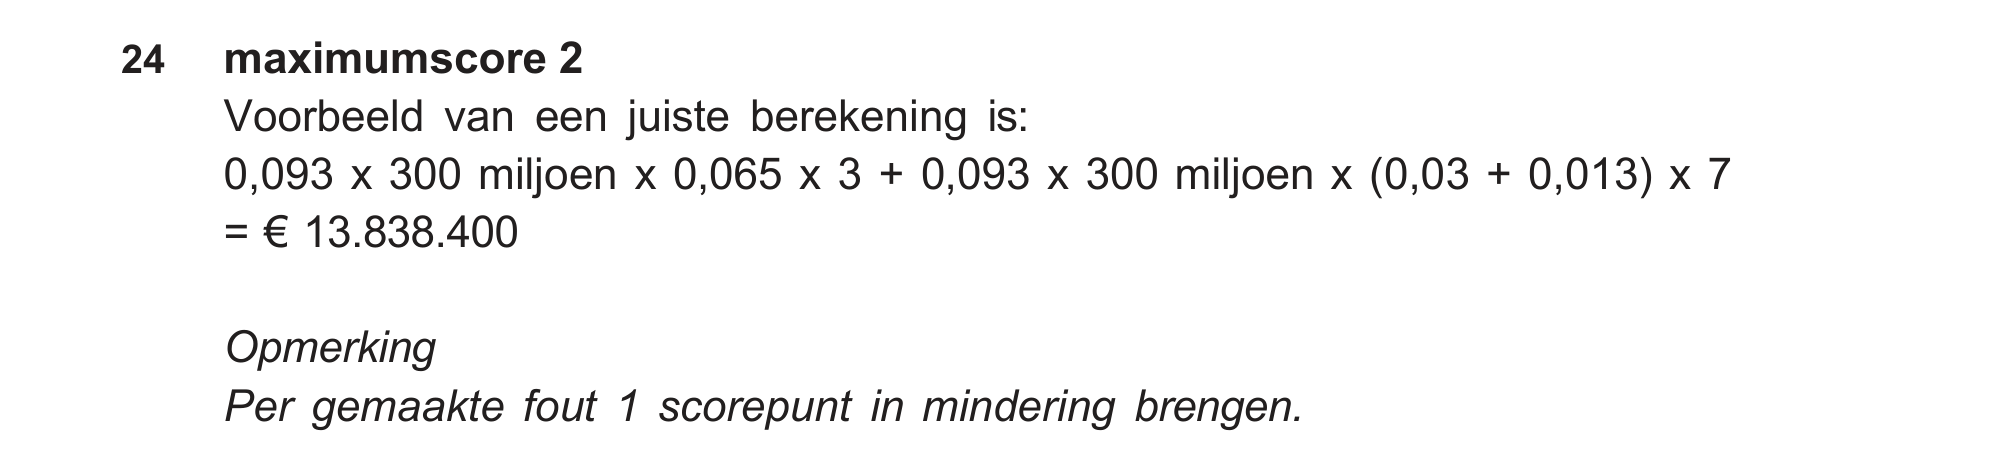 24 maximumscore 2
Voorbeeld van een juiste berekening is:
0,093 x 300 miljoen x 0,065 x 3 + 0,093 x 300 miljoen x (0,03 + 0,013) x 7
= € 13.838.400
Opmerking
Per gemaakte fout 1 scorepunt in mindering brengen.